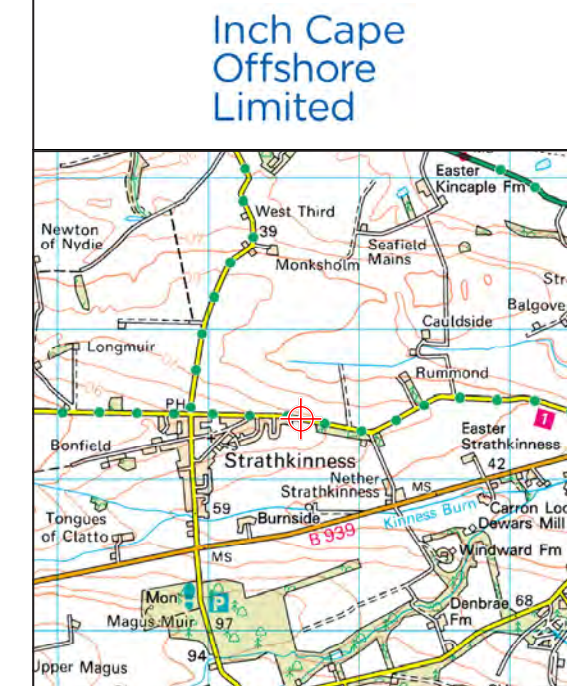 Inch Cape
Offshore
Limited
Easter
Kincaple Fm
West Third
39
Newton
of Nydie
Seafield
Mains
Monksholm
Balgove
Cauldside
Longmuir
Rummond
PH
1
Bonfield
Easter
Strathkinness
Strathkinness
42
Nether
Strathkinness
MS
59
Burnside
Kinness Burn
Carron
Dewars Mill
Tongues
of Clatto
B 939
MS
Windward Fm
Mon
P
Denbrae
Fm
68
Magus Muir
97
94
Upper Magus